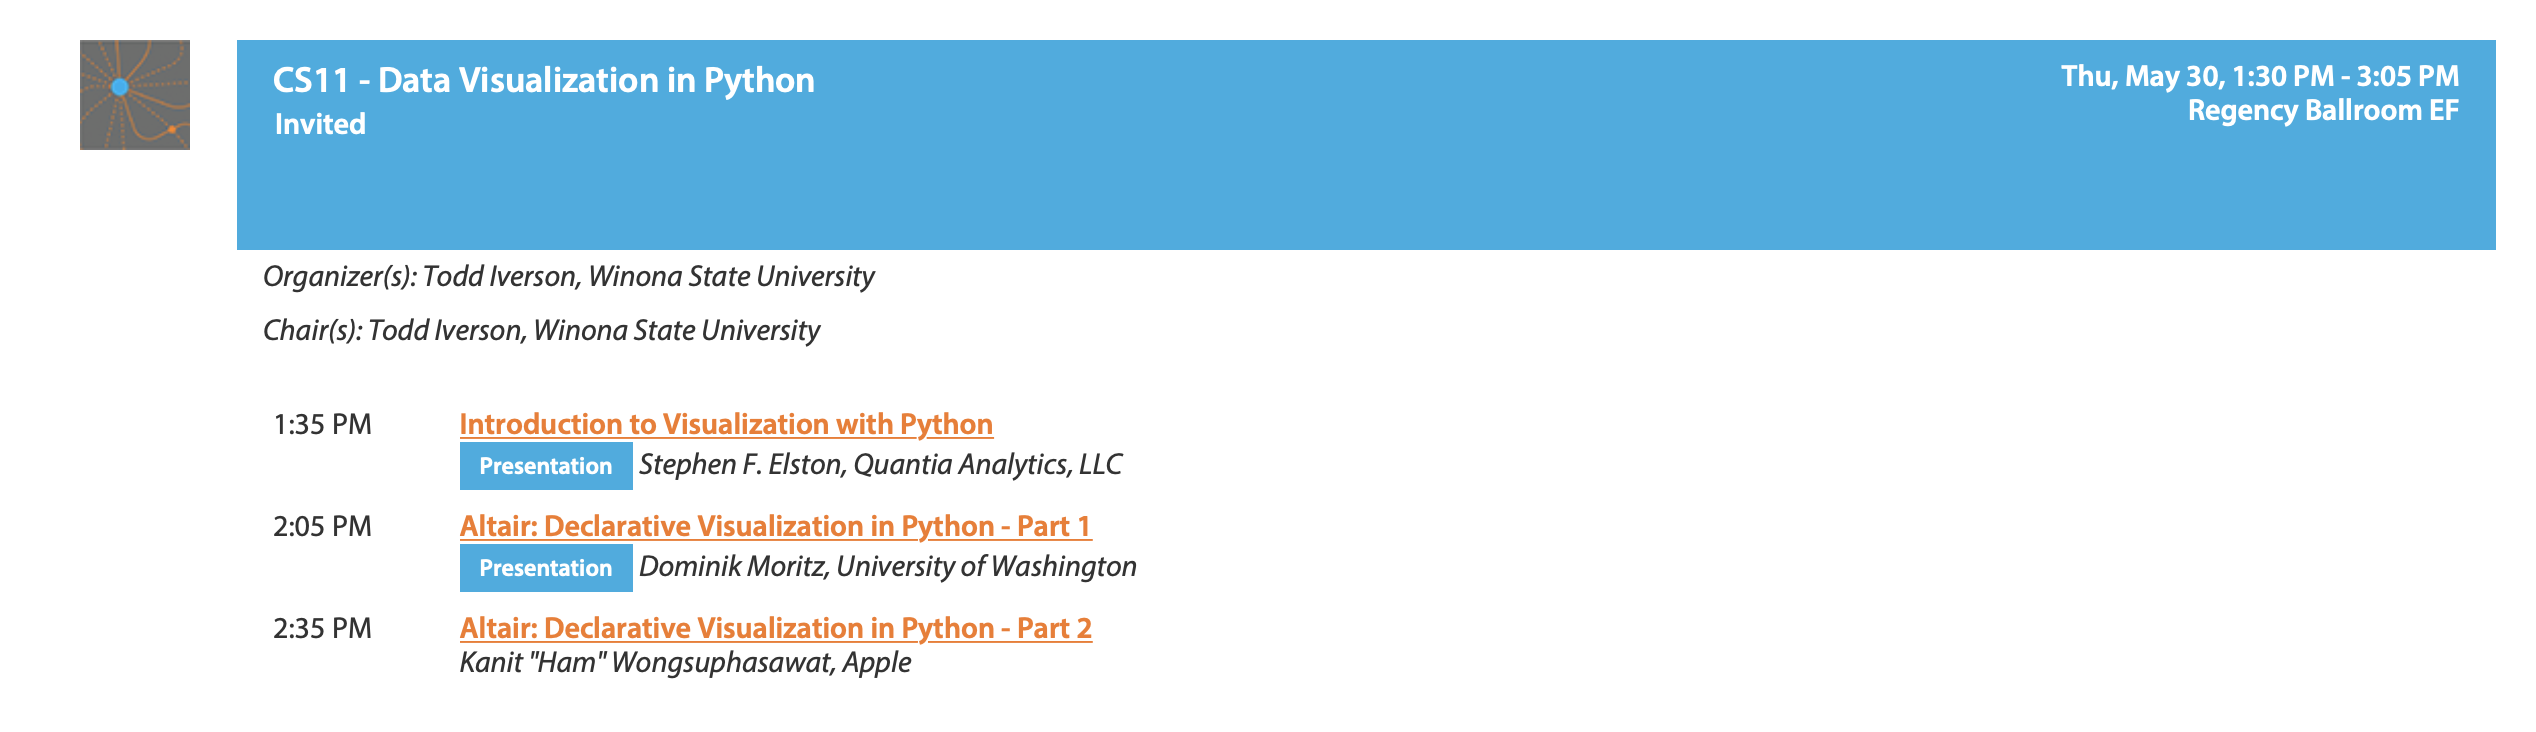 CS11 - Data Visualization in Python
Invited
Thu, May 30, 1:30 PM - 3:05 PM
Regency Ballroom EF
Organizer(s): Todd Iverson, Winona State University
Chair(s): Todd Iverson, Winona State University
1:35 PM Introduction to Visualization with Python
Presentation Stephen F. Elston, Quantia Analytics, LLC
2:05 PM Altair: Declarative Visualization in Python - Part 1
Presentation Dominik Moritz, University of Washington
2:35 PM Altair: Declarative Visualization in Python - Part 2
Kanit "Ham" Wongsuphasawat, Apple